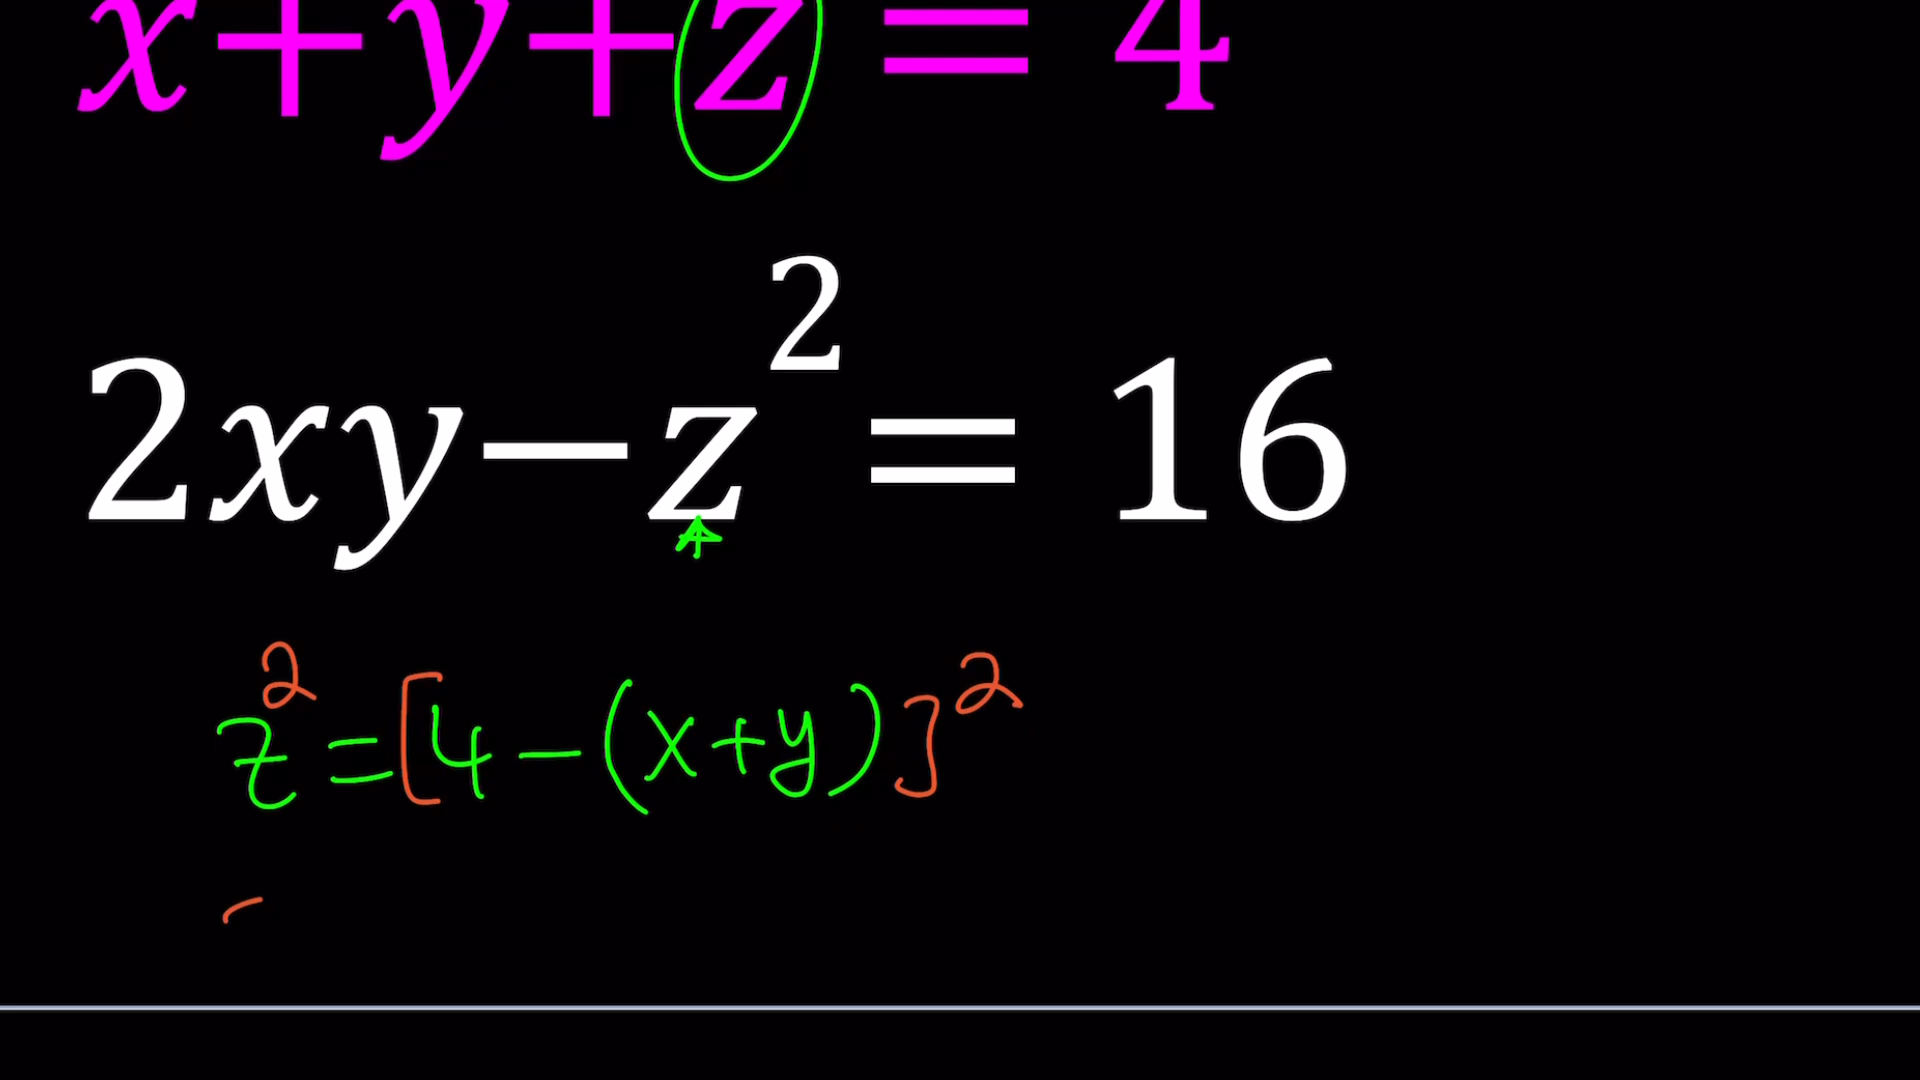 x+y+z = 4
2xy−z² = 16
z² = [4−(x+y)]²